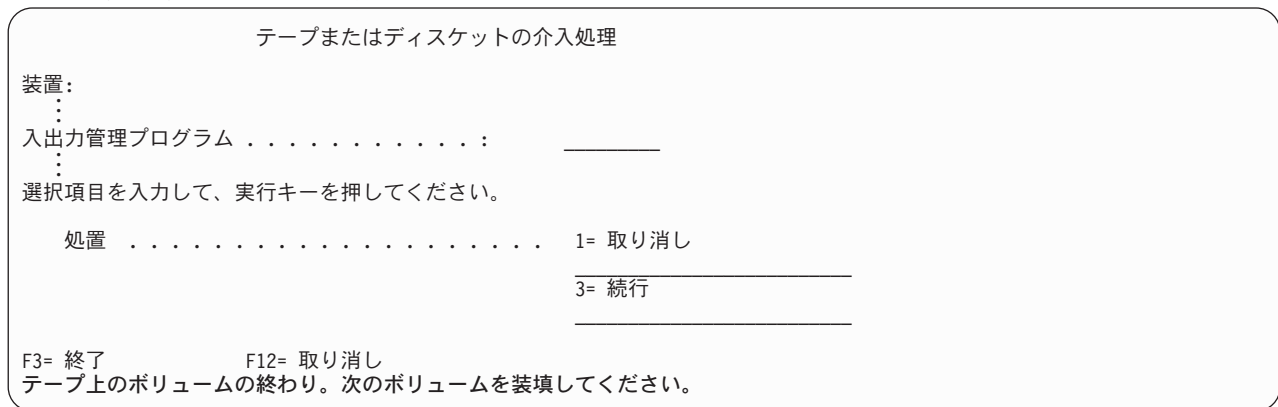 テープまたはディスケットの介入処理
装置:
:
入出力管理プログラム . . . . . . . . . . . : _________
:
選択項目を入力して、実行キーを押してください。
処置 . . . . . . . . . . . . . . . . . . . . 1= 取り消し
__________________________
3= 続行
__________________________
F3= 終了 F12= 取り消し
テープ上のボリュームの終わり。次のボリュームを装填してください。